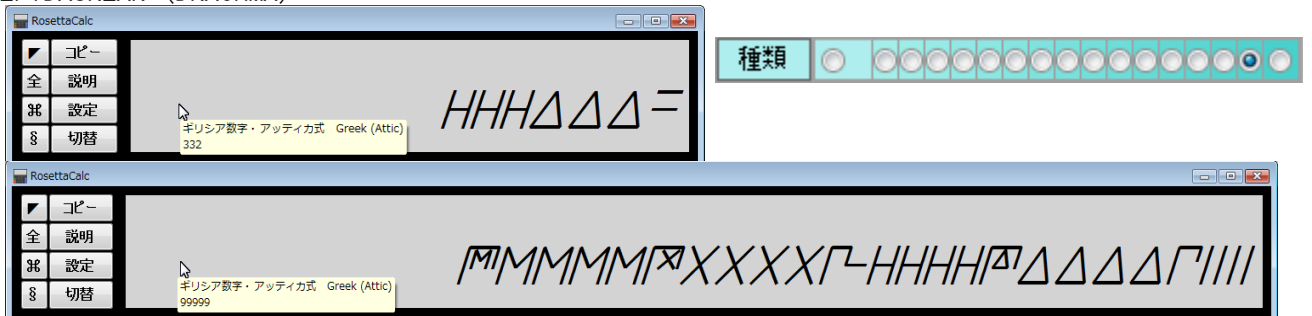 RosettaCalc
◤ コピー
全 説明
⌘ 設定
§ 切替
ΗΗΗΔΔΔ=
ギリシア数字・アッティカ式 Greek (Attic)
332
種類
RosettaCalc
◤ コピー
全 説明
⌘ 設定
§ 切替
𐅇ΜΜΜΜ𐅆ΧΧΧΧ𐅅ΗΗΗΗ𐅄ΔΔΔΔ𐅃ΙΙΙΙ
ギリシア数字・アッティカ式 Greek (Attic)
99999